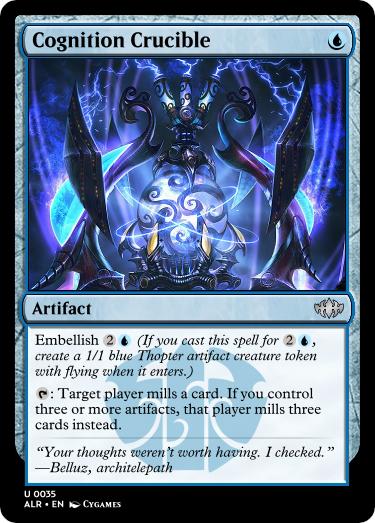 Cognition Crucible
Artifact
Embellish 2 (If you cast this spell for 2 ,
create a 1/1 blue Thopter artifact creature token
with flying when it enters.)
: Target player mills a card. If you control
three or more artifacts, that player mills three
cards instead.
“Your thoughts weren’t worth having. I checked.”
—Belluz, architelepath
U 0035
ALR • EN Cygames